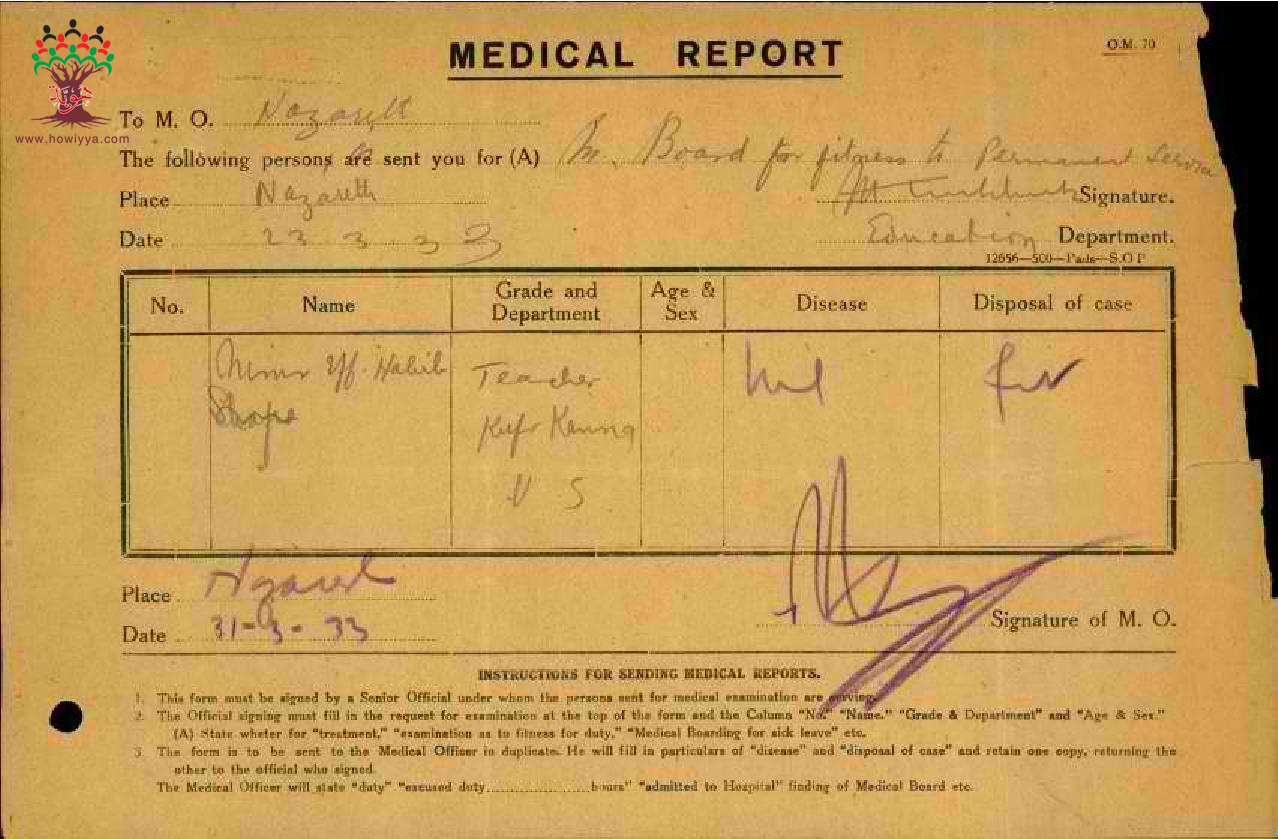 MEDICAL REPORT
O.M. 70
www.howiyya.com
To M. O. Nazareth
The following persons are sent you for (A) M. Board for fitness to Permanent Service
Place Nazareth Signature.
Date 23 3 33 Education Department.
12656—500—Pads—S.O P
No. Name Grade and Department Age & Sex Disease Disposal of case
Eff. Habib Teacher nil fit
Kufr Kanna
V S
Place Nazareth
Date 31-3-33 Signature of M. O.
INSTRUCTIONS FOR SENDING MEDICAL REPORTS.
1. This form must be signed by a Senior Official under whom the persons sent for medical examination are serving.
2. The Official signing must fill in the request for examination at the top of the form and the Column "No." "Name." "Grade & Department" and "Age & Sex."
(A) State wheter for "treatment," "examination as to fitness for duty," "Medical Boarding for sick leave" etc.
3. The form is to be sent to the Medical Officer in duplicate. He will fill in particulars of "disease" and "disposal of case" and retain one copy, returning the
other to the official who signed.
The Medical Officer will state "duty" "excused duty....................hours" "admitted to Hospital" finding of Medical Board etc.